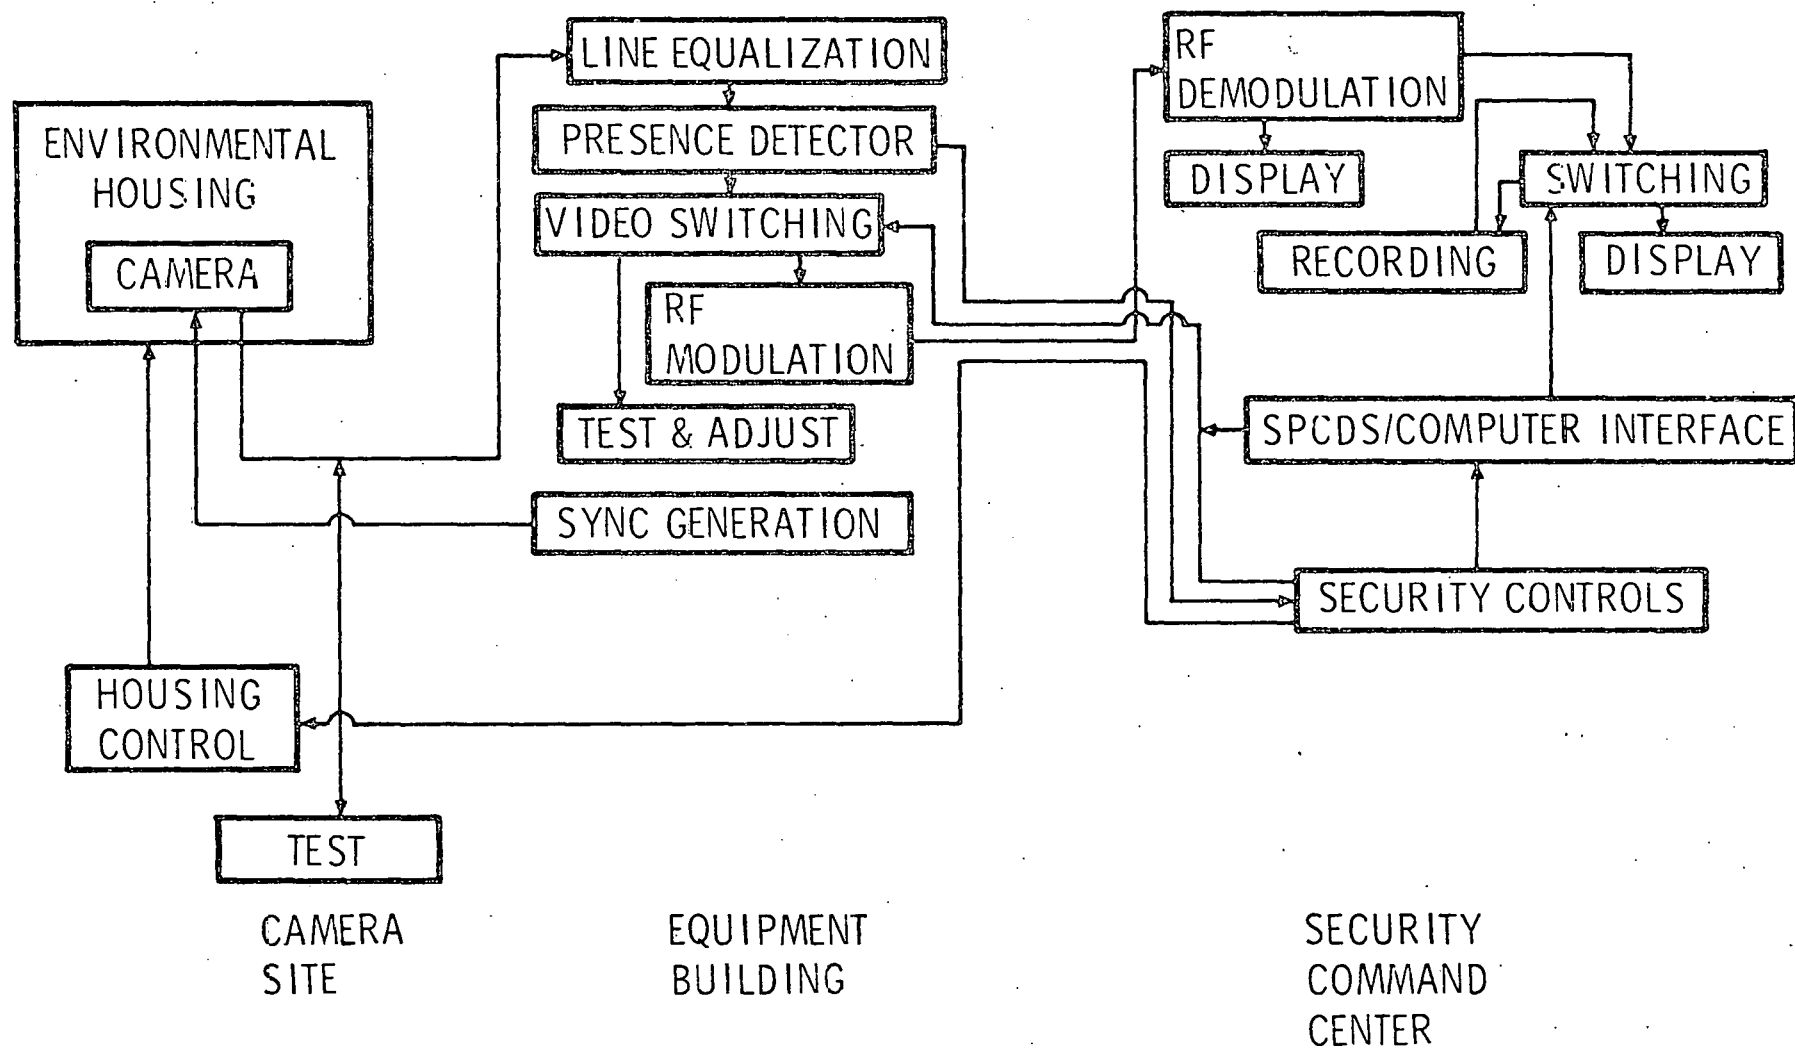 ENVIRONMENTAL
HOUSING
CAMERA
HOUSING
CONTROL
TEST
CAMERA
SITE
LINE EQUALIZATION
PRESENCE DETECTOR
VIDEO SWITCHING
RF
MODULATION
TEST & ADJUST
SYNC GENERATION
EQUIPMENT
BUILDING
RF
DEMODULATION
DISPLAY
SWITCHING
RECORDING
DISPLAY
SPCDS/COMPUTER INTERFACE
SECURITY CONTROLS
SECURITY
COMMAND
CENTER